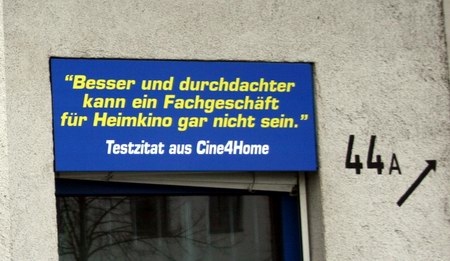 “Besser und durchdachter
kann ein Fachgeschäft
für Heimkino gar nicht sein.”
Testzitat aus Cine4Home
44A